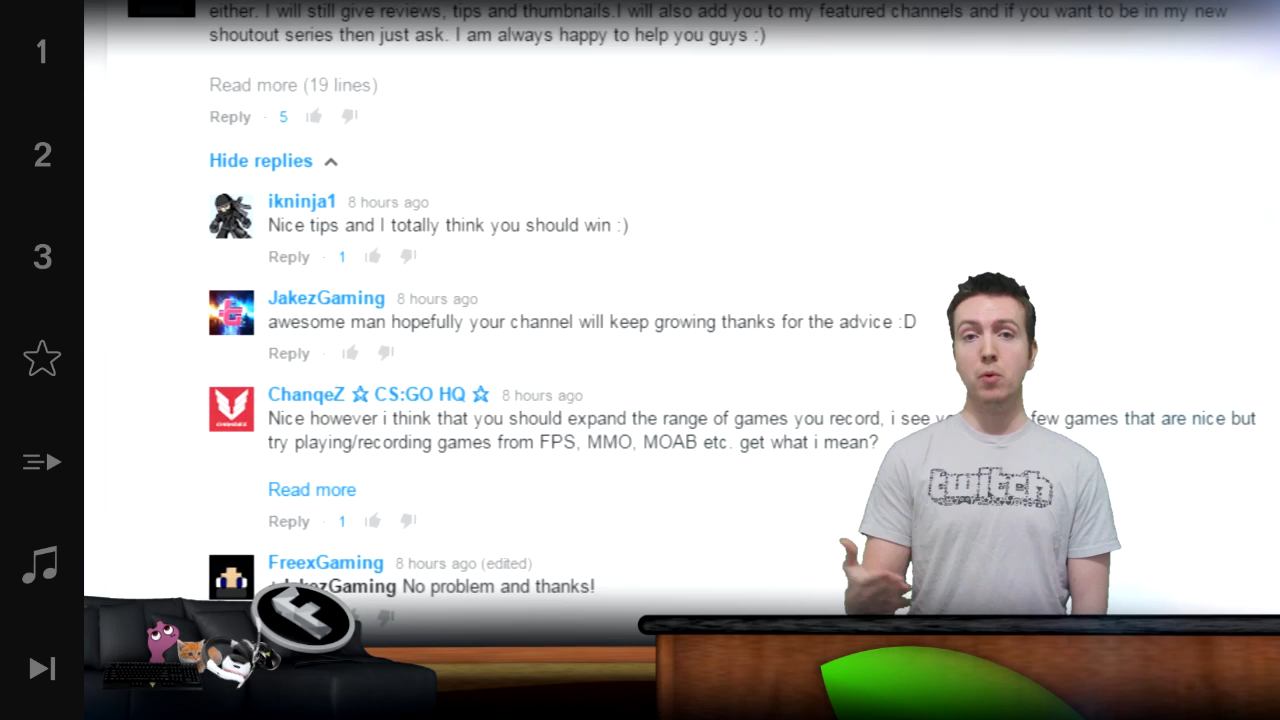 either. I will still give reviews, tips and thumbnails.I will also add you to my featured channels and if you want to be in my new
shoutout series then just ask. I am always happy to help you guys :)
Read more (19 lines)
Reply · 5
Hide replies
ikninja1 8 hours ago
Nice tips and I totally think you should win :)
Reply · 1
JakezGaming 8 hours ago
awesome man hopefully your channel will keep growing thanks for the advice :D
Reply
ChanqeZ ☆ CS:GO HQ ☆ 8 hours ago
Nice however i think that you should expand the range of games you record, i see few games that are nice but
try playing/recording games from FPS, MMO, MOAB etc. get what i mean?
Read more
Reply · 1
FreexGaming 8 hours ago (edited)
JakezGaming No problem and thanks!
1
2
3
twitch
F